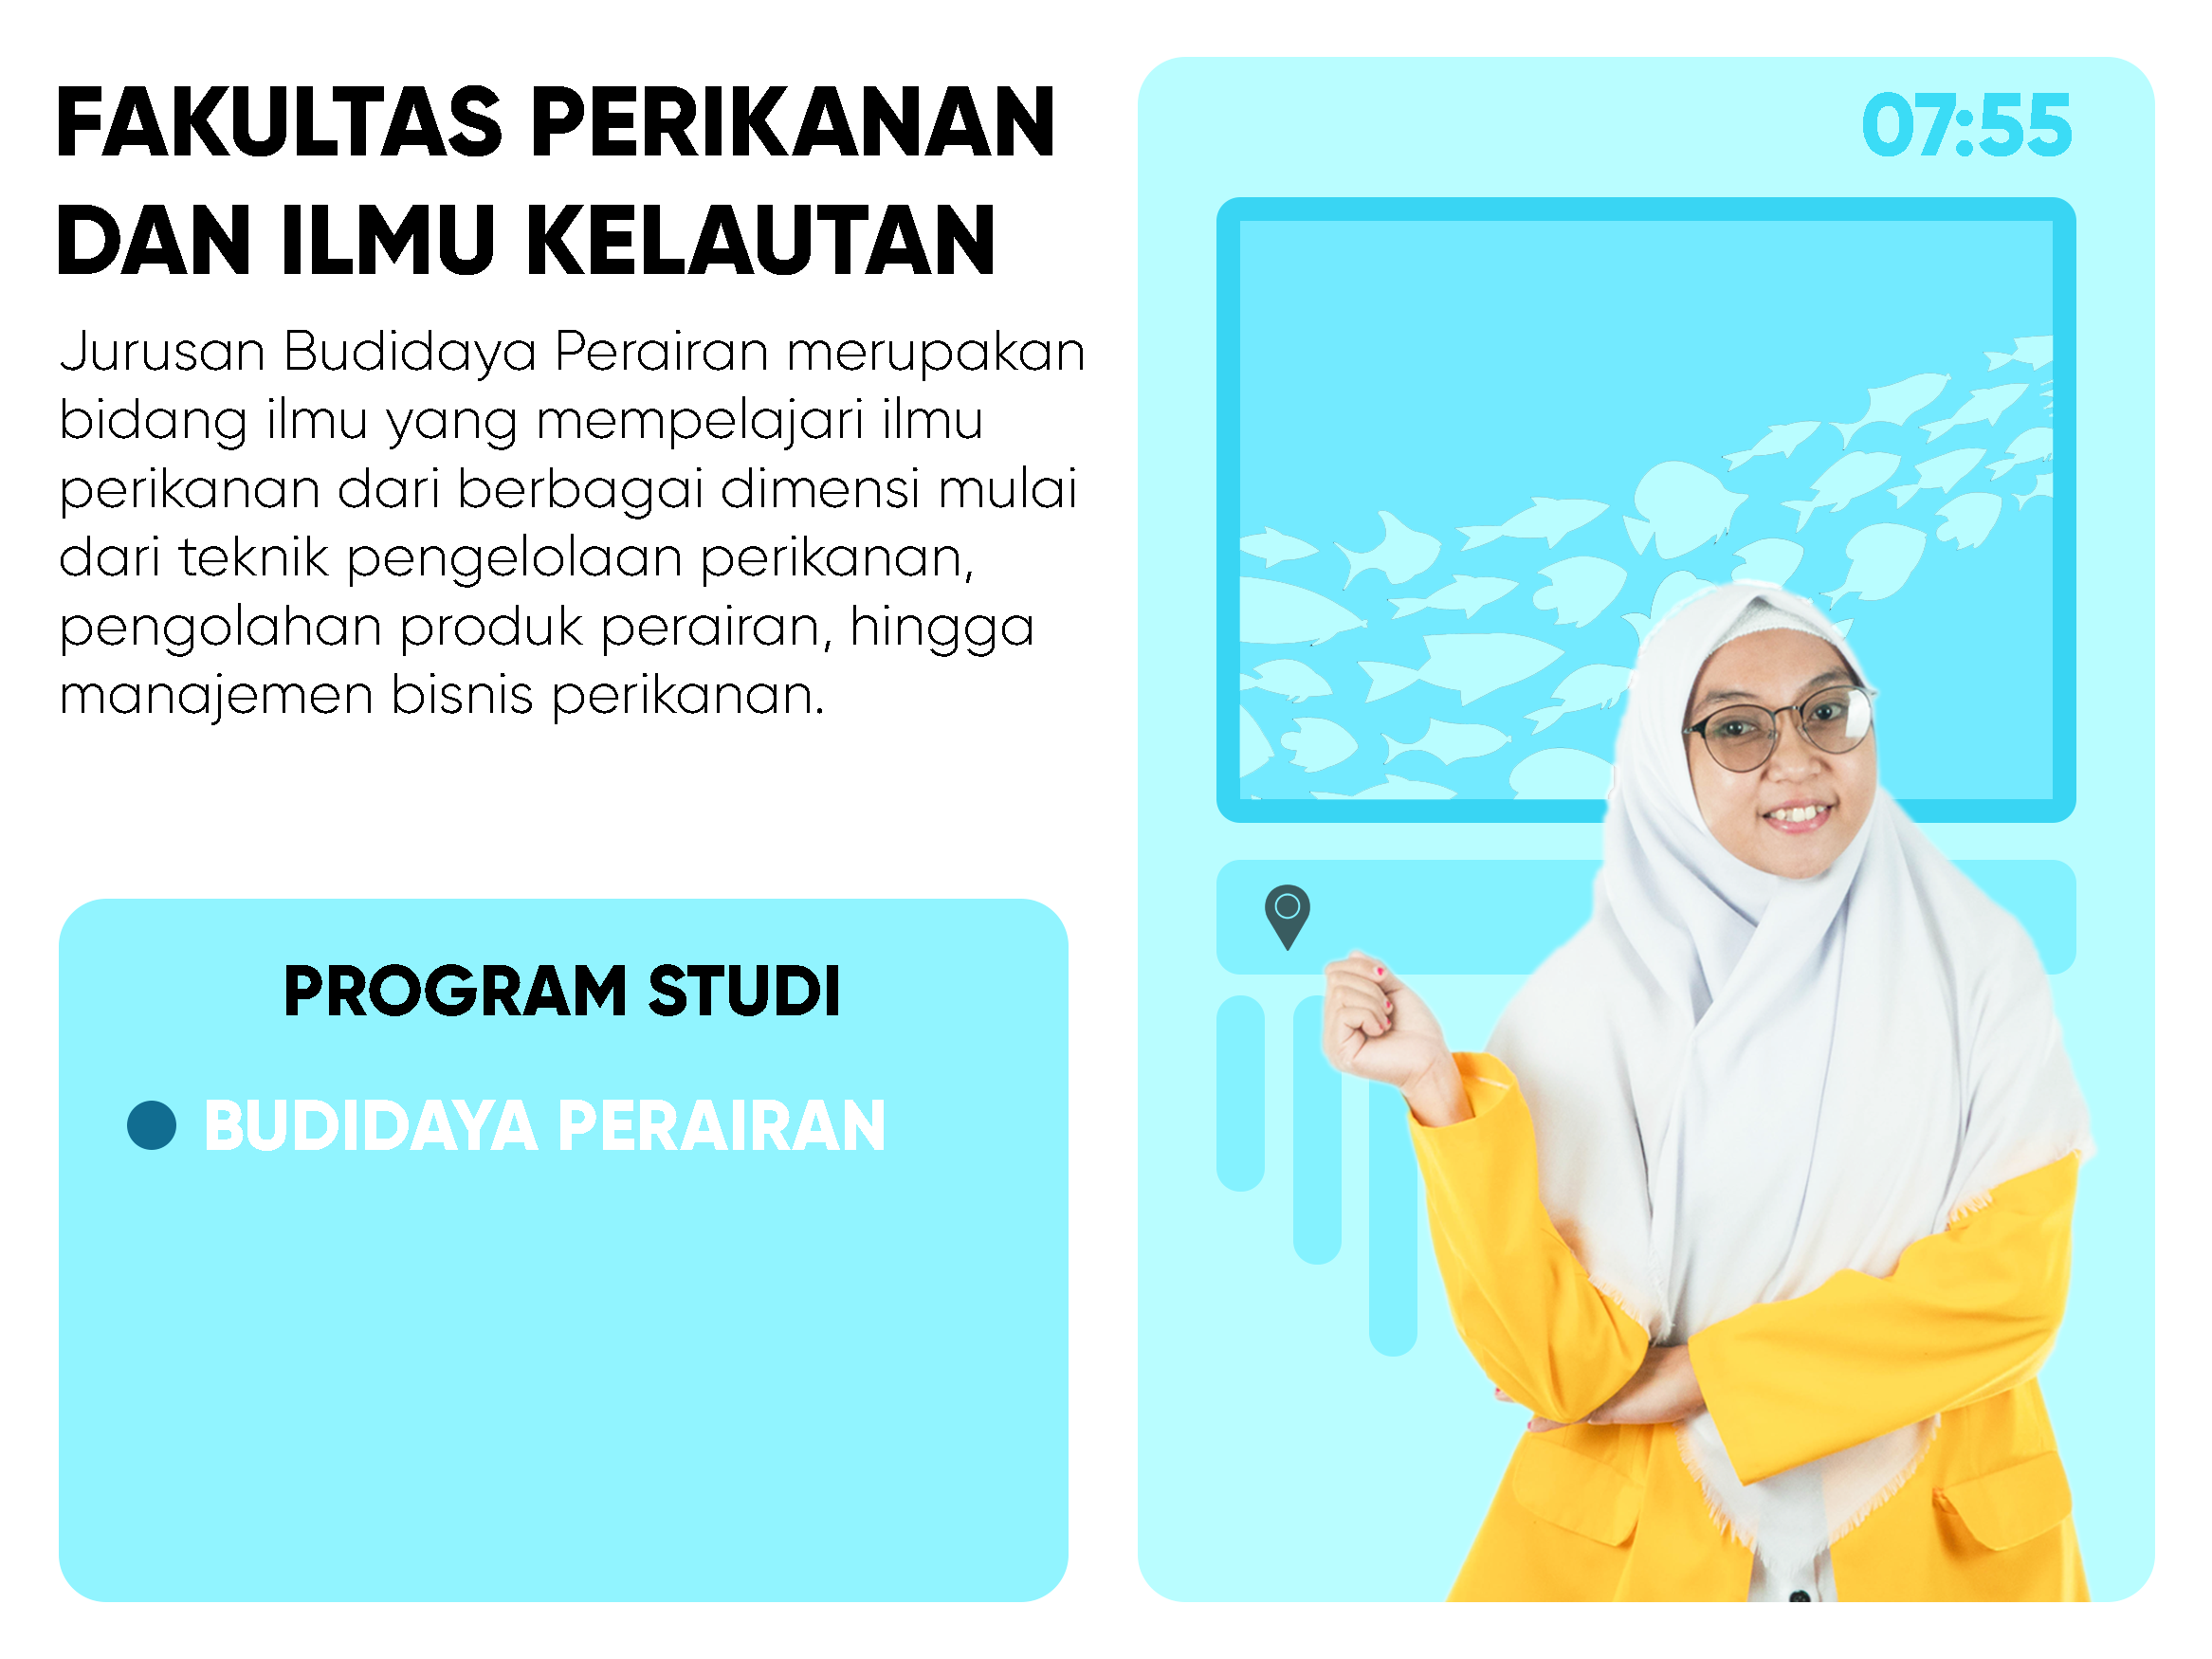 FAKULTAS PERIKANAN
DAN ILMU KELAUTAN
Jurusan Budidaya Perairan merupakan
bidang ilmu yang mempelajari ilmu
perikanan dari berbagai dimensi mulai
dari teknik pengelolaan perikanan,
pengolahan produk perairan, hingga
manajemen bisnis perikanan.
PROGRAM STUDI
BUDIDAYA PERAIRAN
07:55